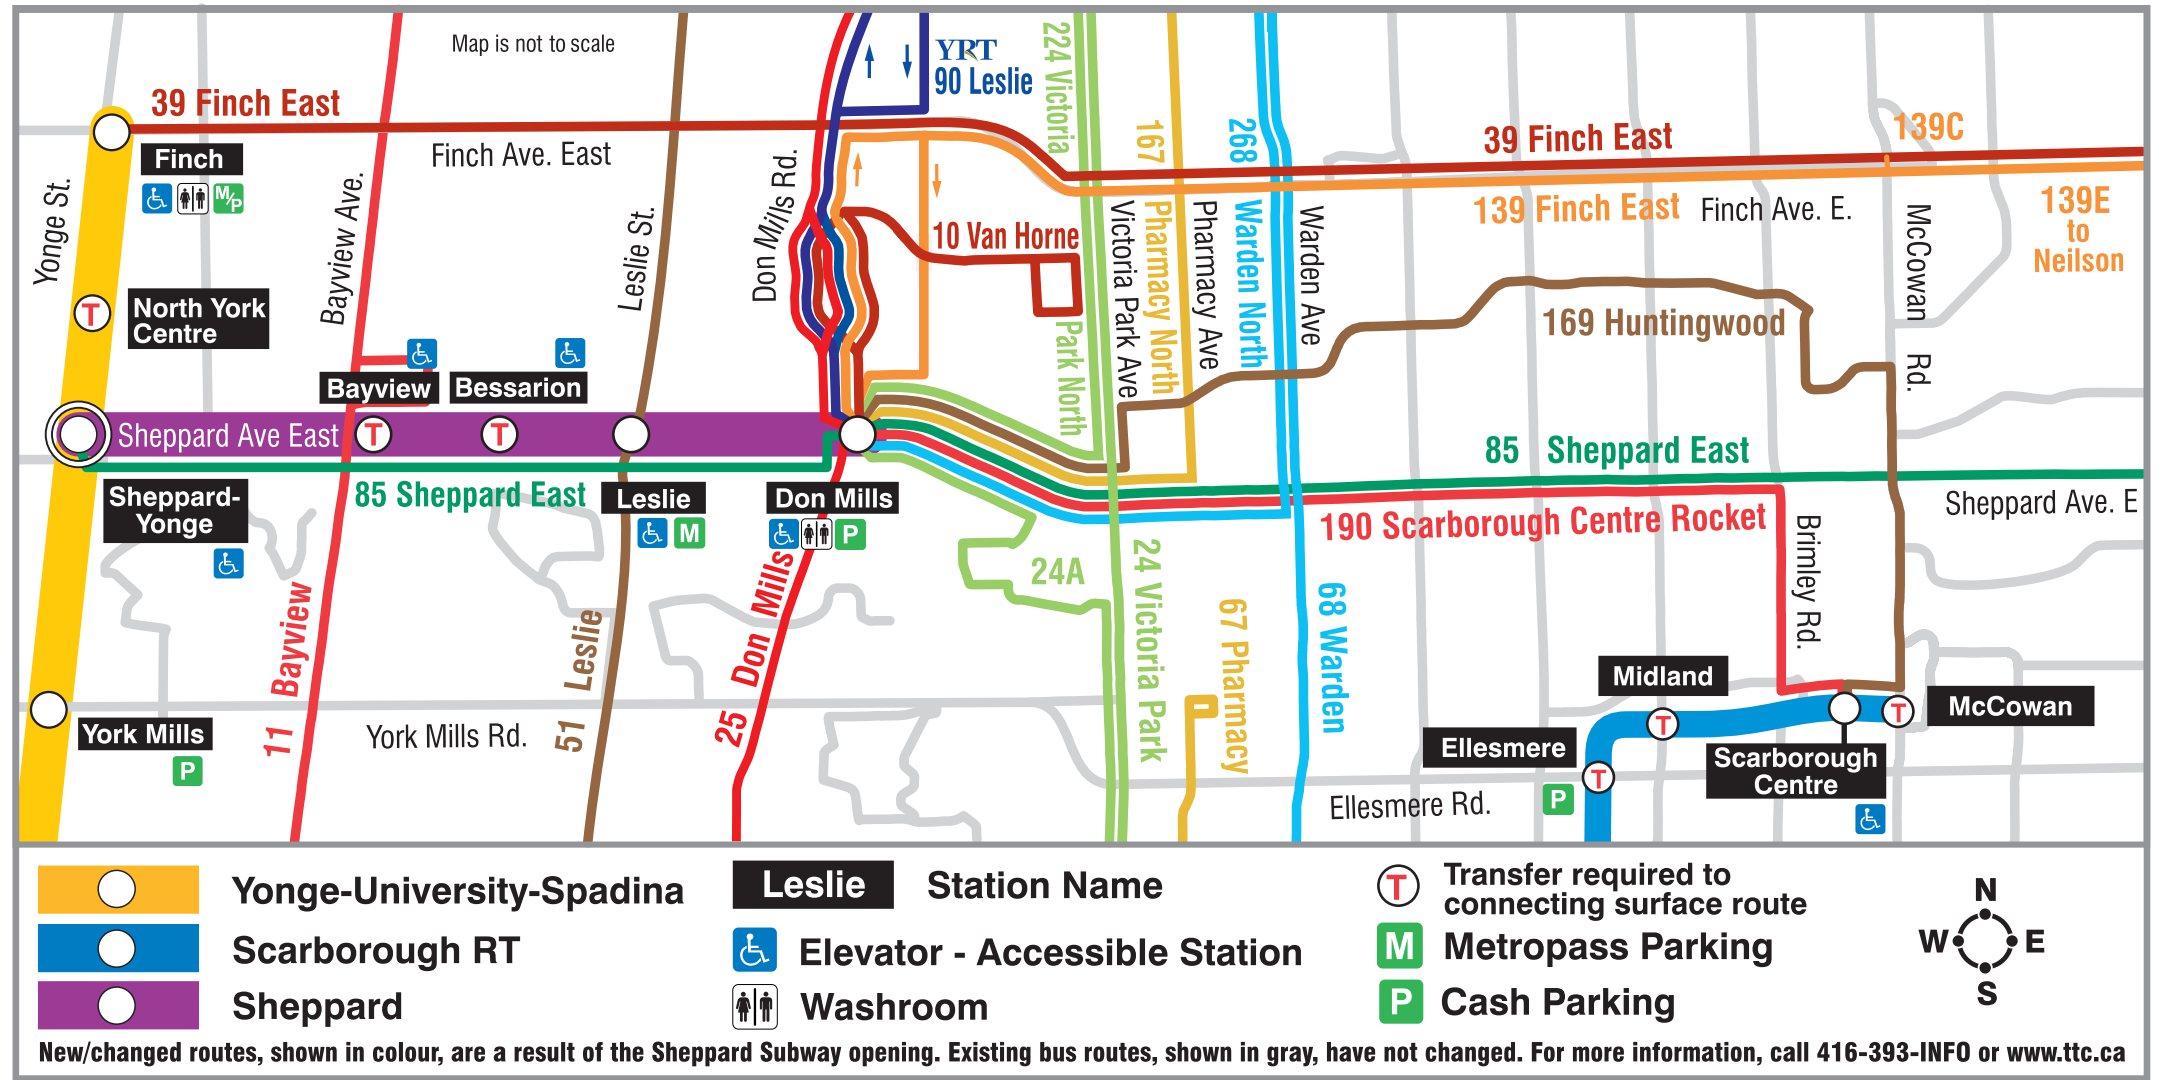 Map is not to scale
YRT
90 Leslie
39 Finch East
Finch Ave. East
Finch
M/P
Yonge St.
Bayview Ave.
Leslie St.
Don Mills Rd.
224 Victoria
Park North
167
Pharmacy North
268
Warden North
Victoria Park Ave
Pharmacy Ave
Warden Ave
39 Finch East
139C
139 Finch East
Finch Ave. E.
139E
to
Neilson
McCowan
Rd.
10 Van Horne
T
North York
Centre
169 Huntingwood
Bayview
Bessarion
Sheppard Ave East
T
T
85 Sheppard East
85 Sheppard East
Sheppard Ave. E
190 Scarborough Centre Rocket
Sheppard-
Yonge
Leslie
M
Don Mills
P
24A
24 Victoria Park
67 Pharmacy
68 Warden
Brimley Rd.
11 Bayview
51 Leslie
25 Don Mills
York Mills
P
York Mills Rd.
Midland
T
Ellesmere
T
P
Ellesmere Rd.
Scarborough
Centre
T
McCowan
Yonge-University-Spadina
Scarborough RT
Sheppard
Leslie
Station Name
Elevator - Accessible Station
Washroom
T
Transfer required to
connecting surface route
M
Metropass Parking
P
Cash Parking
N
W
E
S
New/changed routes, shown in colour, are a result of the Sheppard Subway opening. Existing bus routes, shown in gray, have not changed. For more information, call 416-393-INFO or www.ttc.ca